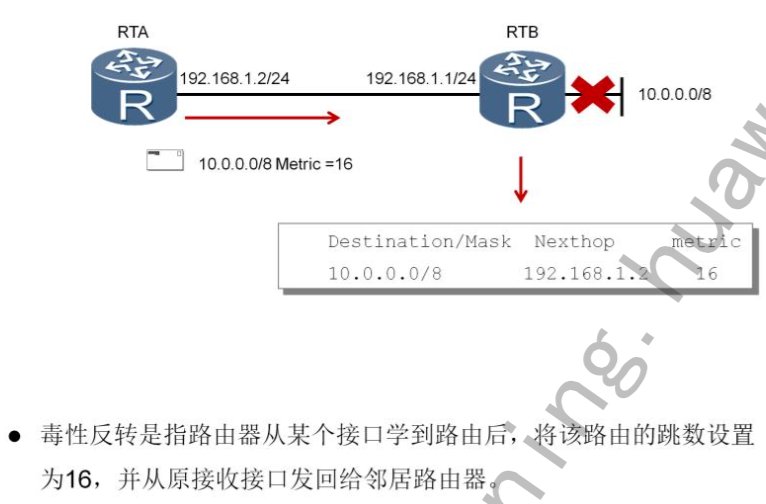 RTA
RTB
192.168.1.2/24
192.168.1.1/24
R
R
10.0.0.0/8
10.0.0.0/8 Metric =16
Destination/Mask Nexthop metric
10.0.0.0/8 192.168.1.2 16
● 毒性反转是指路由器从某个接口学到路由后，将该路由的跳数设置
为16，并从原接收接口发回给邻居路由器。
ning.huaw